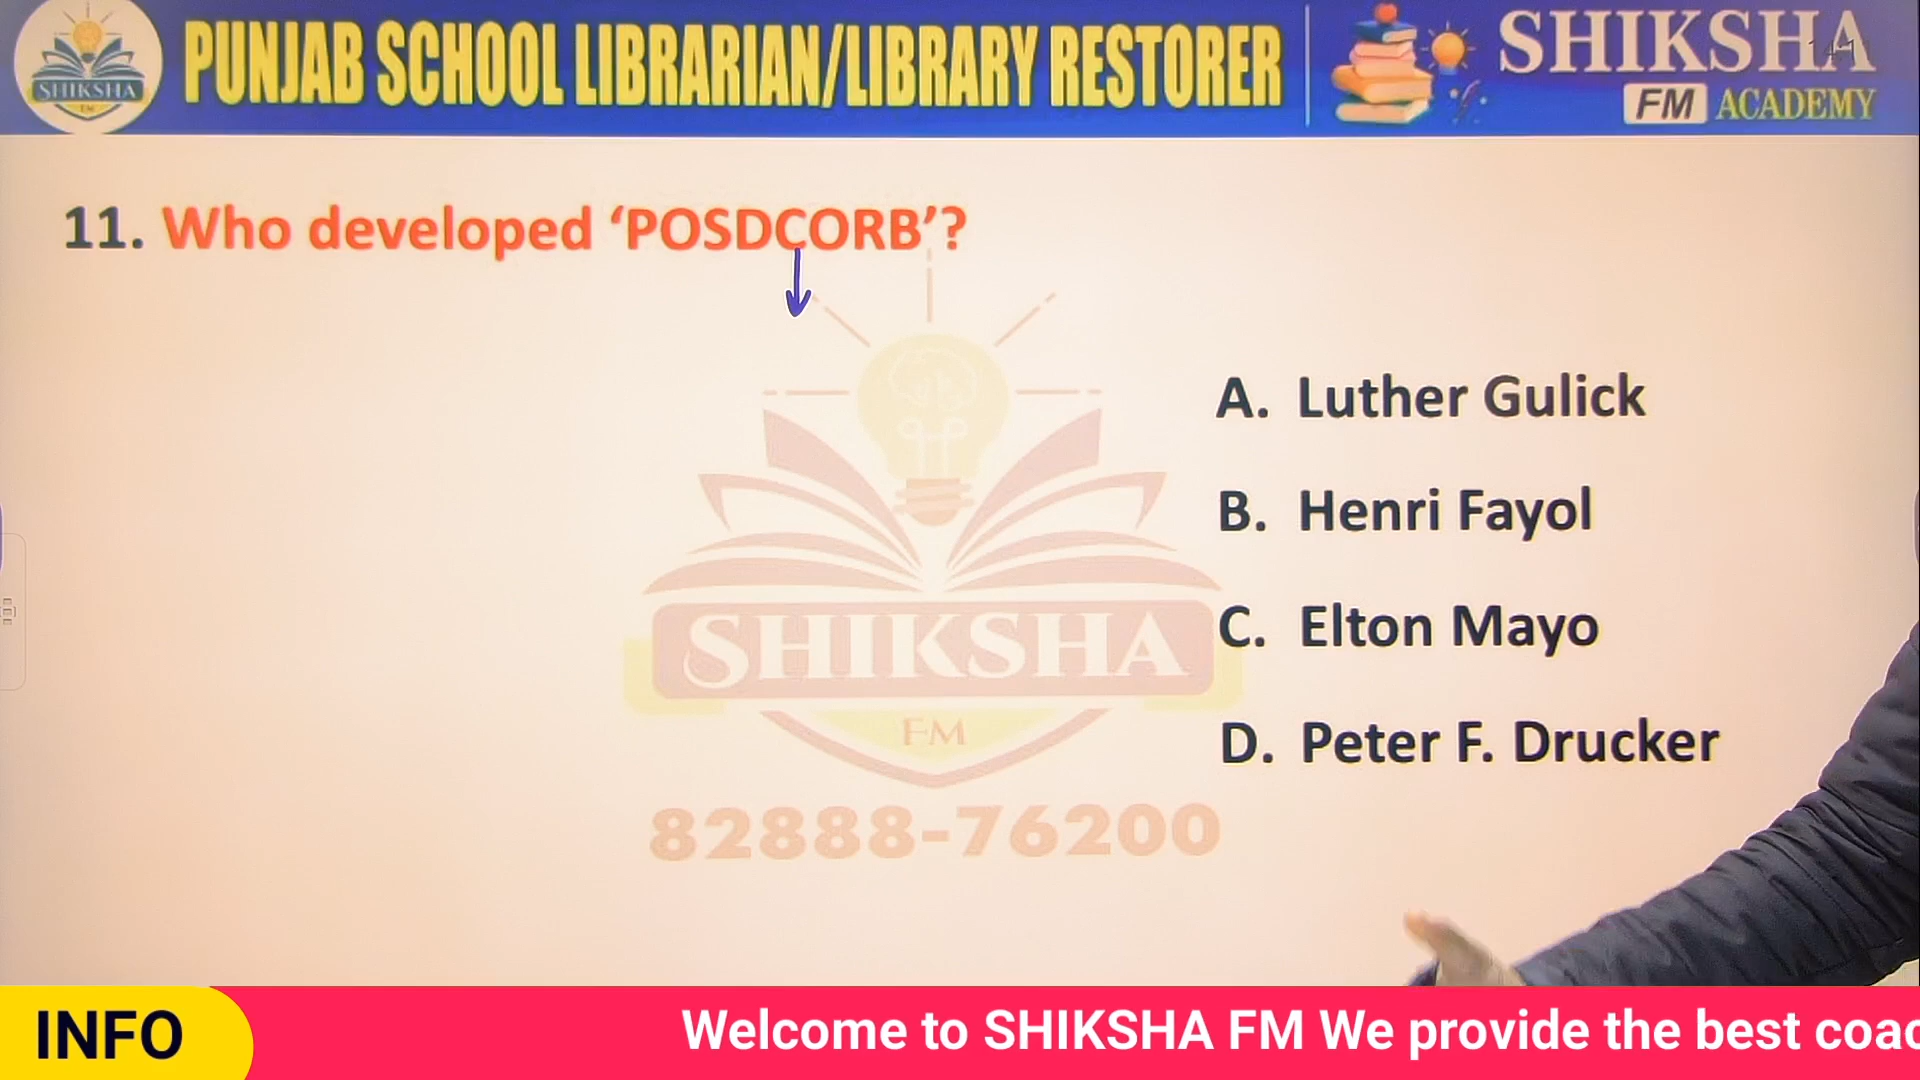 SHIKSHA
FM
PUNJAB SCHOOL LIBRARIAN/LIBRARY RESTORER
SHIKSHA
FM ACADEMY
11. Who developed ‘POSDCORB’?
A. Luther Gulick
B. Henri Fayol
C. Elton Mayo
D. Peter F. Drucker
SHIKSHA
FM
82888-76200
INFO
Welcome to SHIKSHA FM We provide the best coac